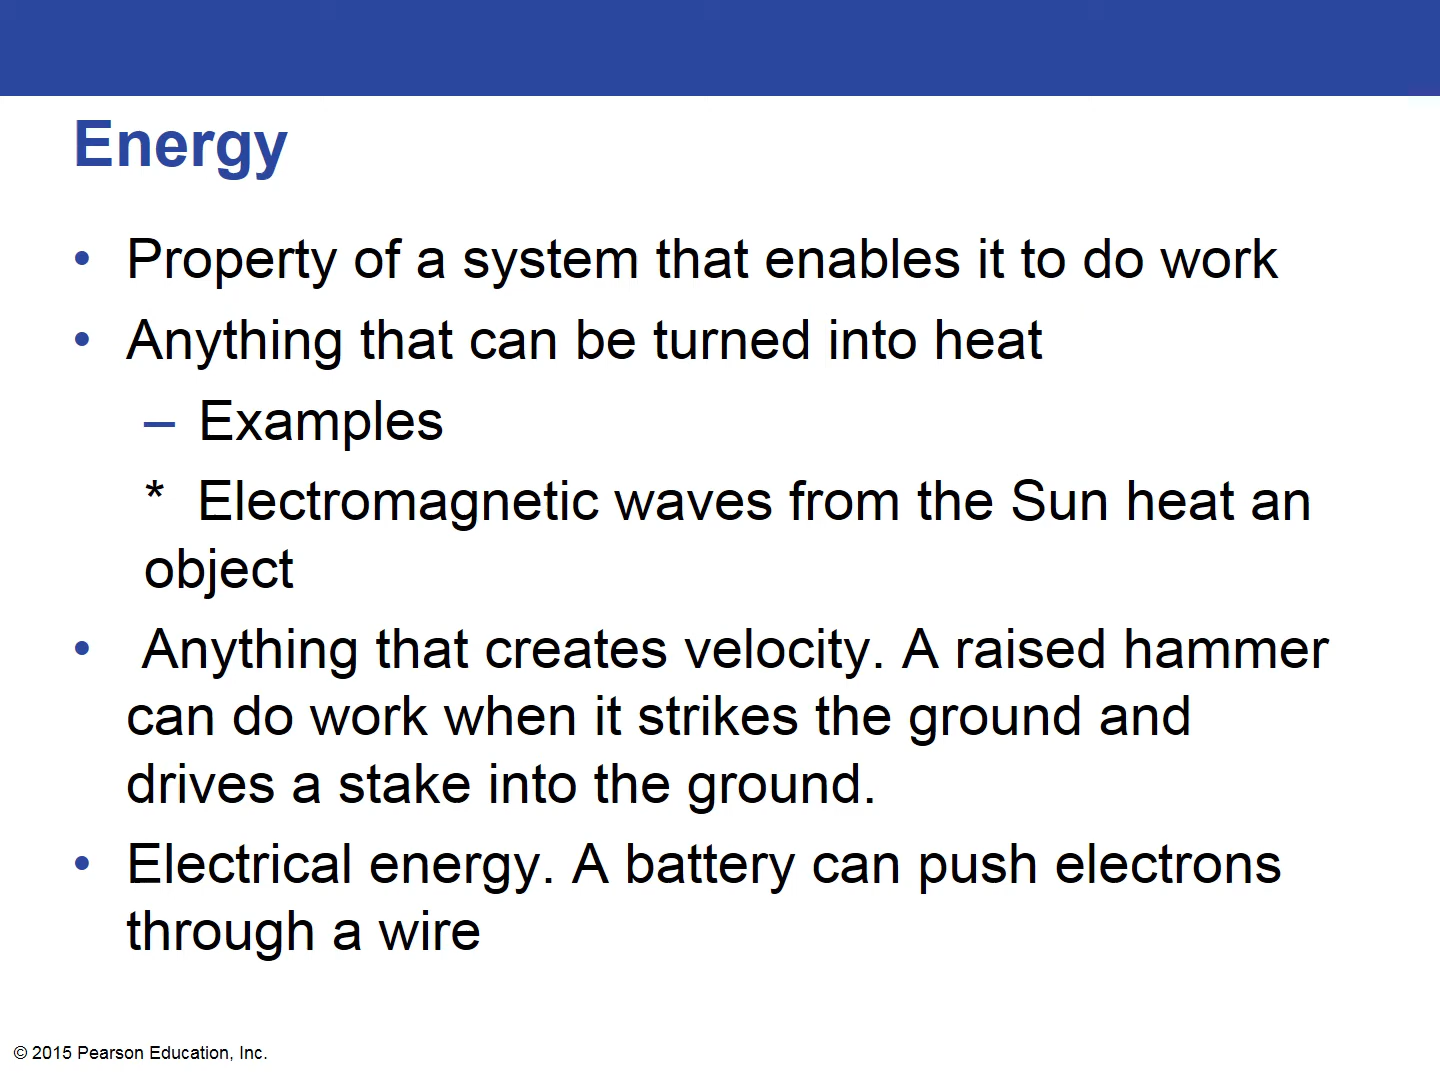 Energy
• Property of a system that enables it to do work
• Anything that can be turned into heat
– Examples
* Electromagnetic waves from the Sun heat an
object
• Anything that creates velocity. A raised hammer
can do work when it strikes the ground and
drives a stake into the ground.
• Electrical energy. A battery can push electrons
through a wire
© 2015 Pearson Education, Inc.